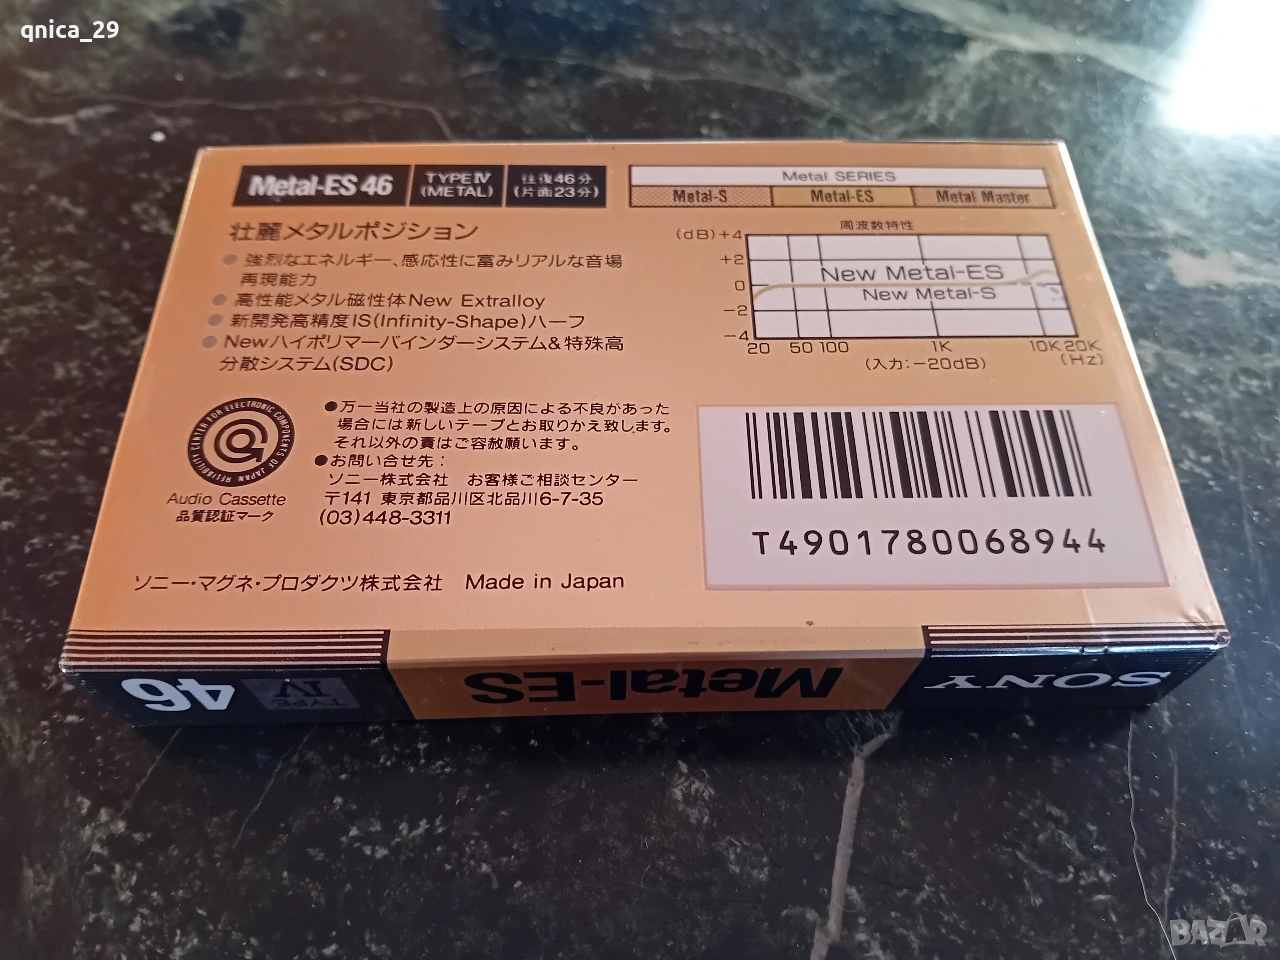 qnica_29
Metal-ES 46
TYPE IV
(METAL)
往復46分
(片面23分)
Metal SERIES
Metal-S
Metal-ES
Metal Master
壮麗メタルポジション
強烈なエネルギー、感応性に富みリアルな音場
再現能力
高性能メタル磁性体New Extralloy
新開発高精度IS(Infinity-Shape)ハーフ
Newハイポリマーバインダーシステム&特殊高
分散システム(SDC)
周波数特性
(dB)+4
+2
0
−2
−4
New Metal-ES
New Metal-S
20 50 100 1K 10K 20K
(Hz)
(入力:−20dB)
RELIABILITY CENTER FOR ELECTRONIC COMPONENTS OF JAPAN
Audio Cassette
品質認証マーク
●万一当社の製造上の原因による不良があった
場合には新しいテープとお取りかえ致します。
それ以外の責はご容赦願います。
●お問い合せ先:
ソニー株式会社 お客様ご相談センター
〒141 東京都品川区北品川6-7-35
(03)448-3311
T4901780068944
ソニー・マグネ・プロダクツ株式会社 Made in Japan
SONY
Metal-ES
TYPE IV
46
BAZAR